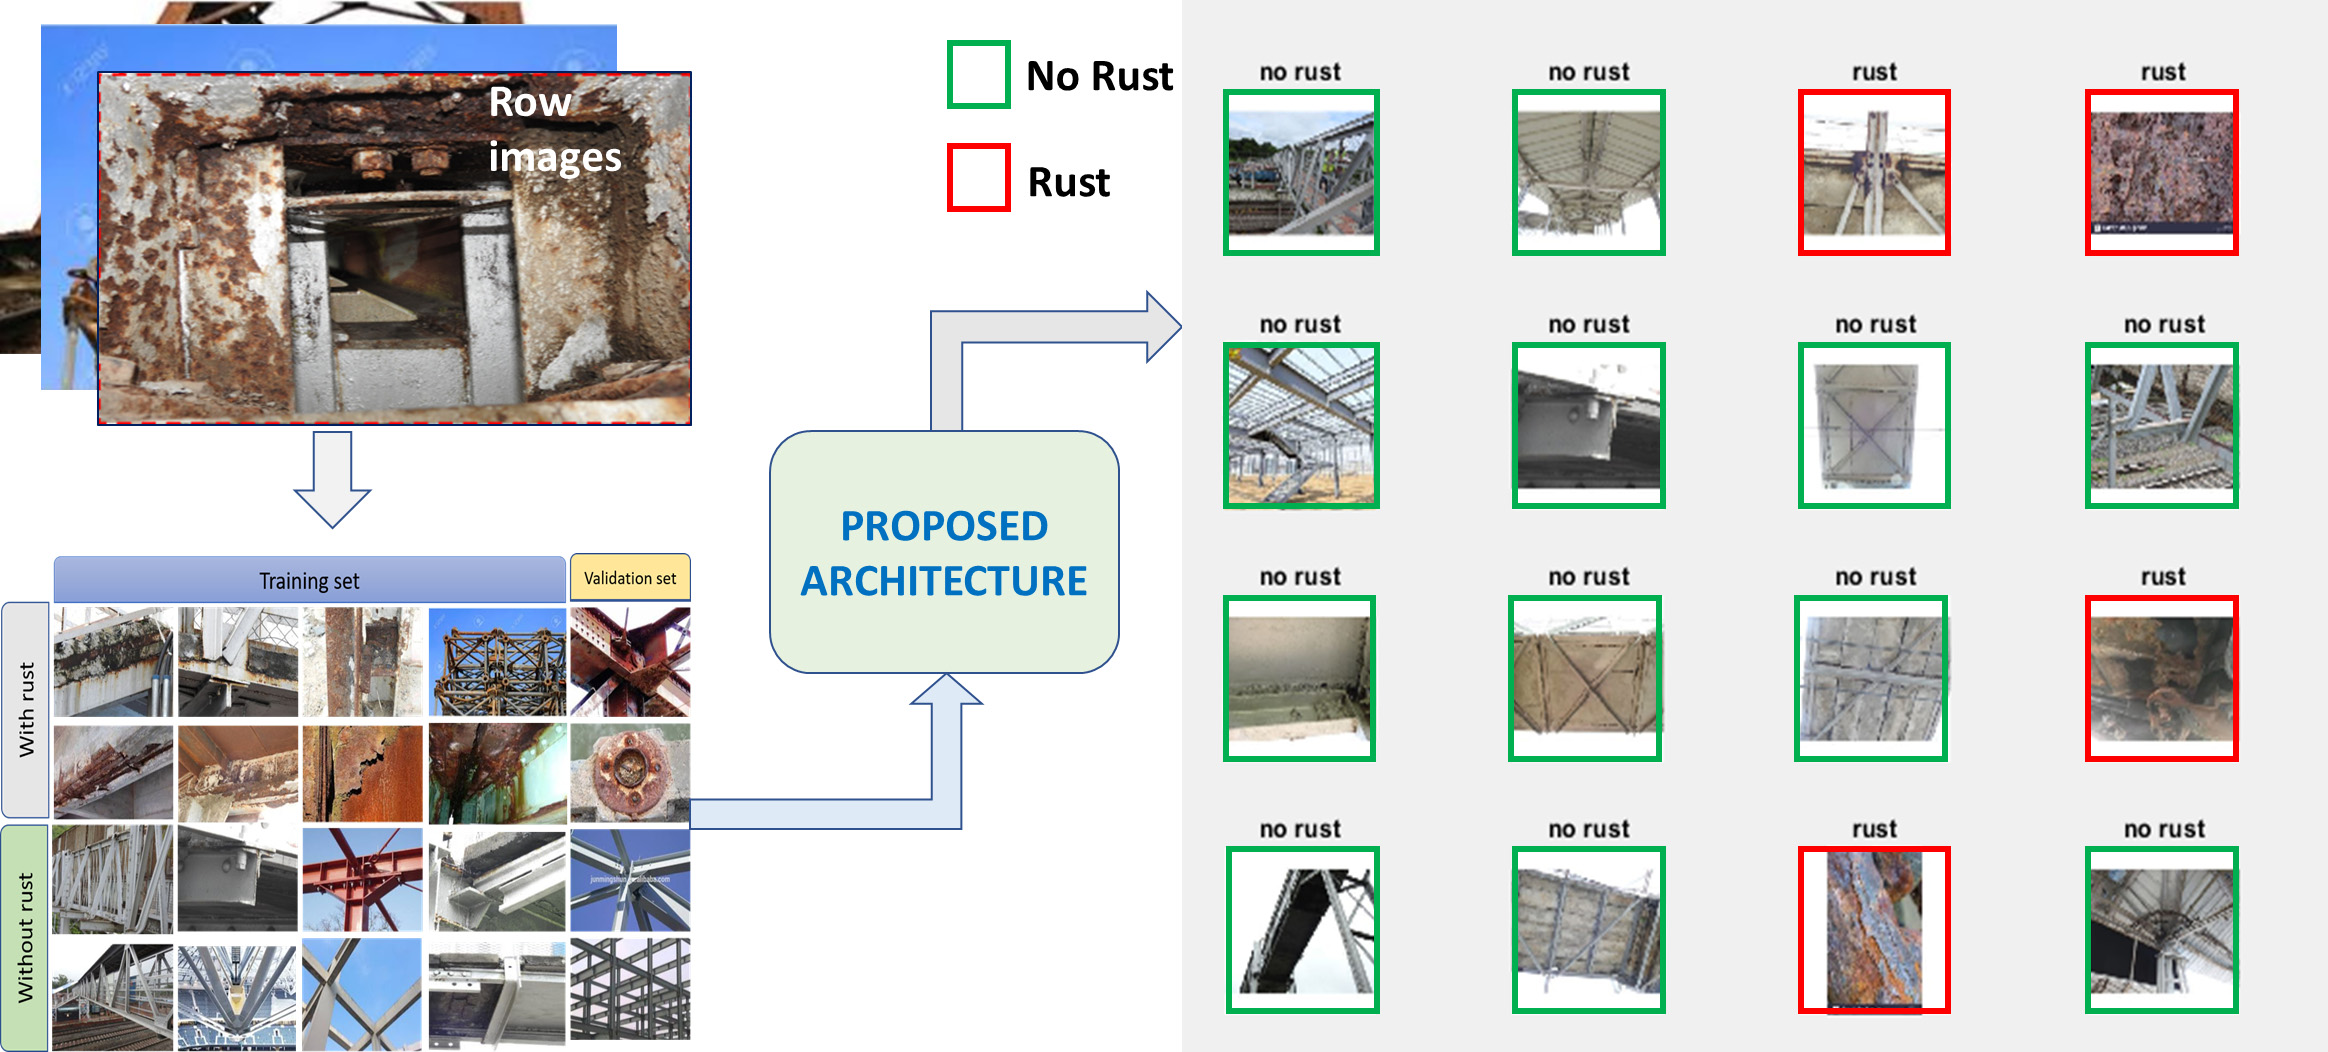 Row
images
No Rust
Rust
Training set
Validation set
With rust
Without rust
PROPOSED
ARCHITECTURE
no rust
no rust
rust
rust
no rust
no rust
no rust
no rust
no rust
no rust
no rust
rust
no rust
no rust
rust
no rust